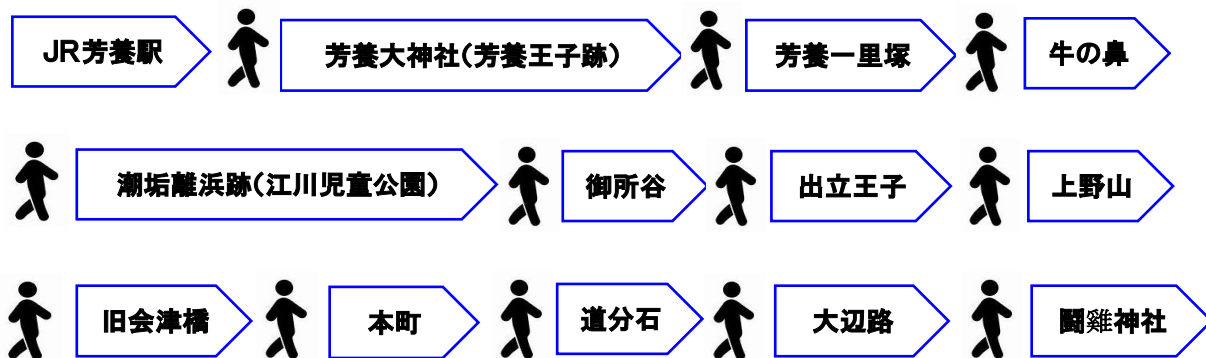 JR芳養駅 芳養大神社(芳養王子跡) 芳養一里塚 牛の鼻
潮垢離浜跡(江川児童公園) 御所谷 出立王子 上野山
旧会津橋 本町 道分石 大辺路 闘雞神社